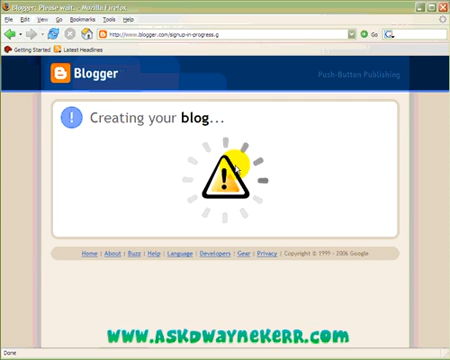 Blogger: Please wait... - Mozilla Firefox
File Edit View Go Bookmarks Tools Help
http://www.blogger.com/signup-in-progress.g
Go
Getting Started Latest Headlines
Blogger
Push-Button Publishing
Creating your blog...
Home | About | Buzz | Help | Language | Developers | Gear | Privacy | Copyright © 1999 - 2006 Google
www.ASKDWAYNEKERR.com
Done